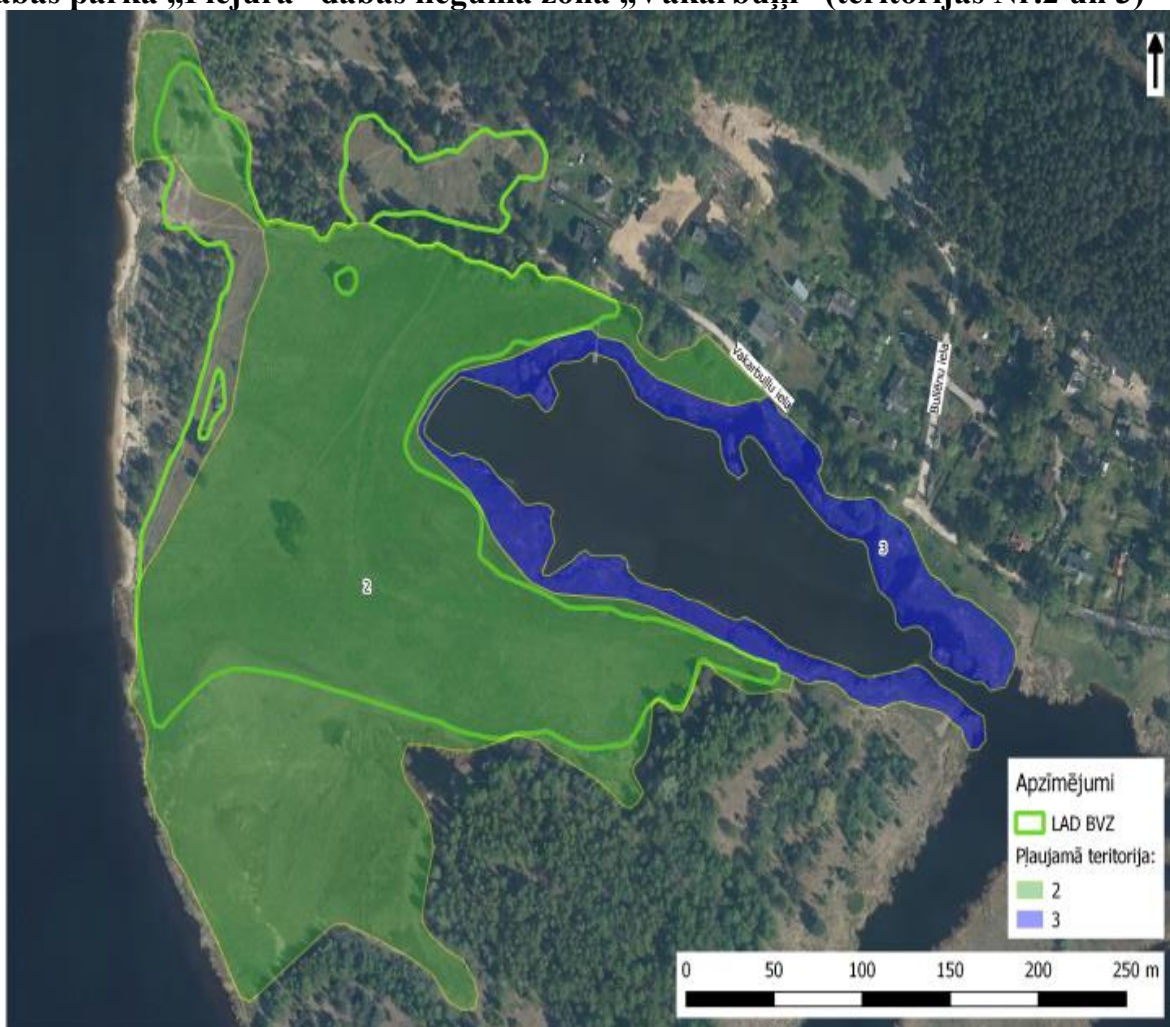 dabas parka „Piejūra” dabas lieguma zona „Vakarbuļļi” (teritorijas Nr.2 un 3)
Vakarbuļļu iela
Buļļēnu iela
2
3
Apzīmējumi
LAD BVZ
Pļaujamā teritorija:
2
3
0 50 100 150 200 250 m